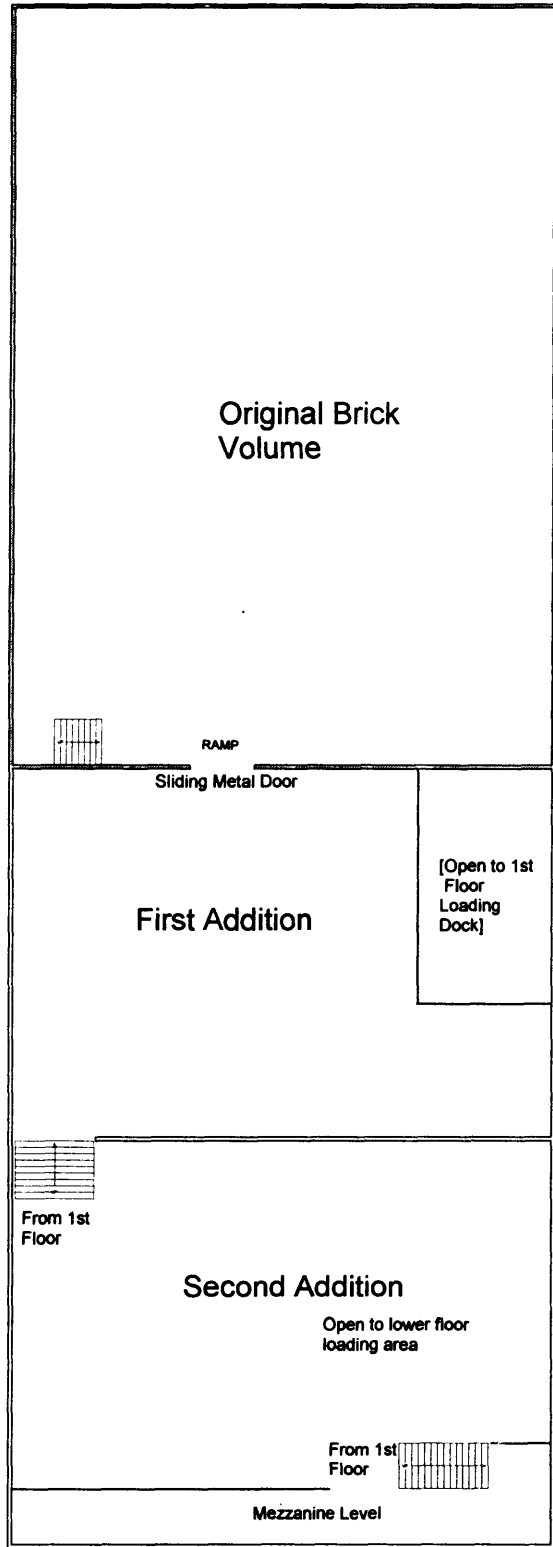 Original Brick
Volume
RAMP
Sliding Metal Door
[Open to 1st
Floor
Loading
Dock]
First Addition
From 1st
Floor
Second Addition
Open to lower floor
loading area
From 1st
Floor
Mezzanine Level